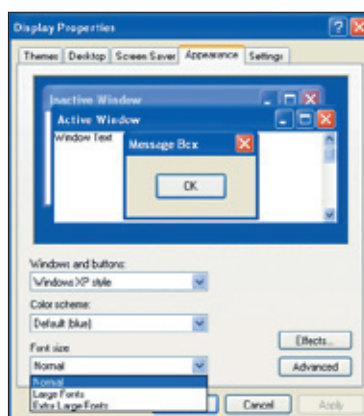 Display Properties
Themes Desktop Screen Saver Appearance Settings
Inactive Window
Active Window
Window Text
Message Box
OK
Windows and buttons:
Windows XP style
Color scheme:
Default (blue)
Font size
Normal
Effects...
Advanced
Normal
Large Fonts
Extra Large Fonts
Cancel
Apply